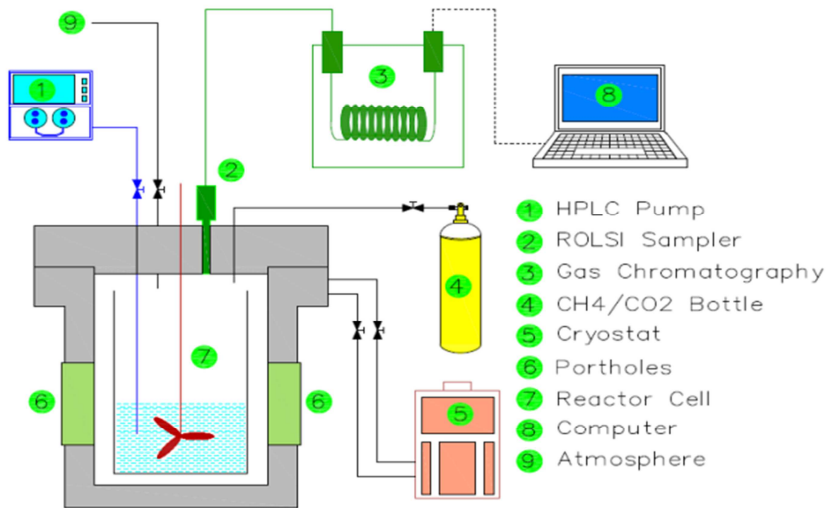 9
1
3
8
2
4
7
6
6
5
1 HPLC Pump
2 ROLSI Sampler
3 Gas Chromatography
4 CH4/CO2 Bottle
5 Cryostat
6 Portholes
7 Reactor Cell
8 Computer
9 Atmosphere